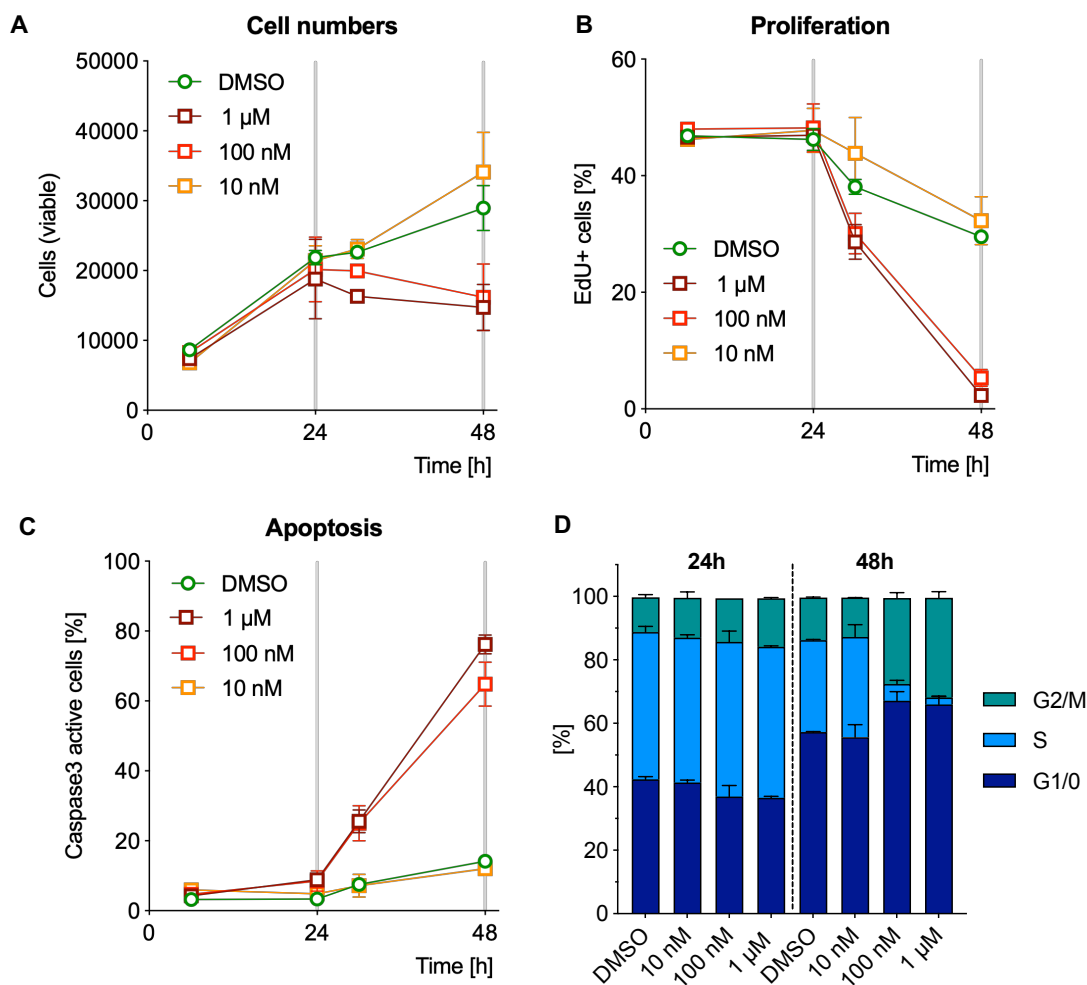 A
Cell numbers
50000
40000
30000
20000
10000
0
Cells (viable)
DMSO
1 µM
100 nM
10 nM
0
24
48
Time [h]
B
Proliferation
60
40
20
0
EdU+ cells [%]
DMSO
1 µM
100 nM
10 nM
0
24
48
Time [h]
C
Apoptosis
100
80
60
40
20
0
Caspase3 active cells [%]
DMSO
1 µM
100 nM
10 nM
0
24
48
Time [h]
D
24h
48h
100
80
60
40
20
0
[%]
G2/M
S
G1/0
DMSO
10 nM
100 nM
1 µM
DMSO
10 nM
100 nM
1 µM